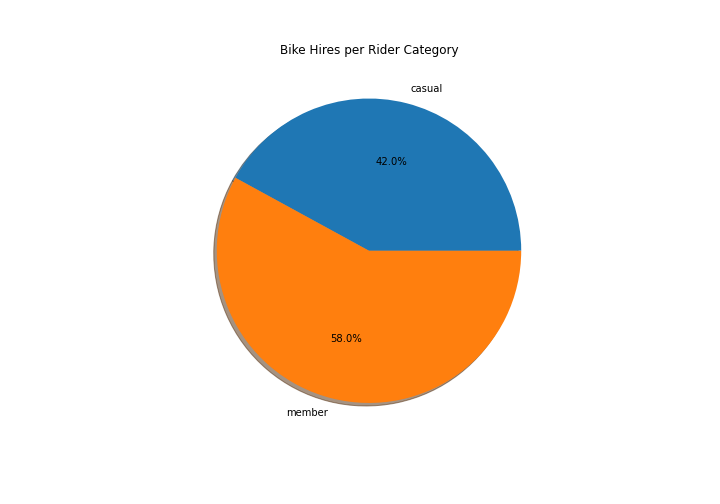 Bike Hires per Rider Category
casual
42.0%
58.0%
member